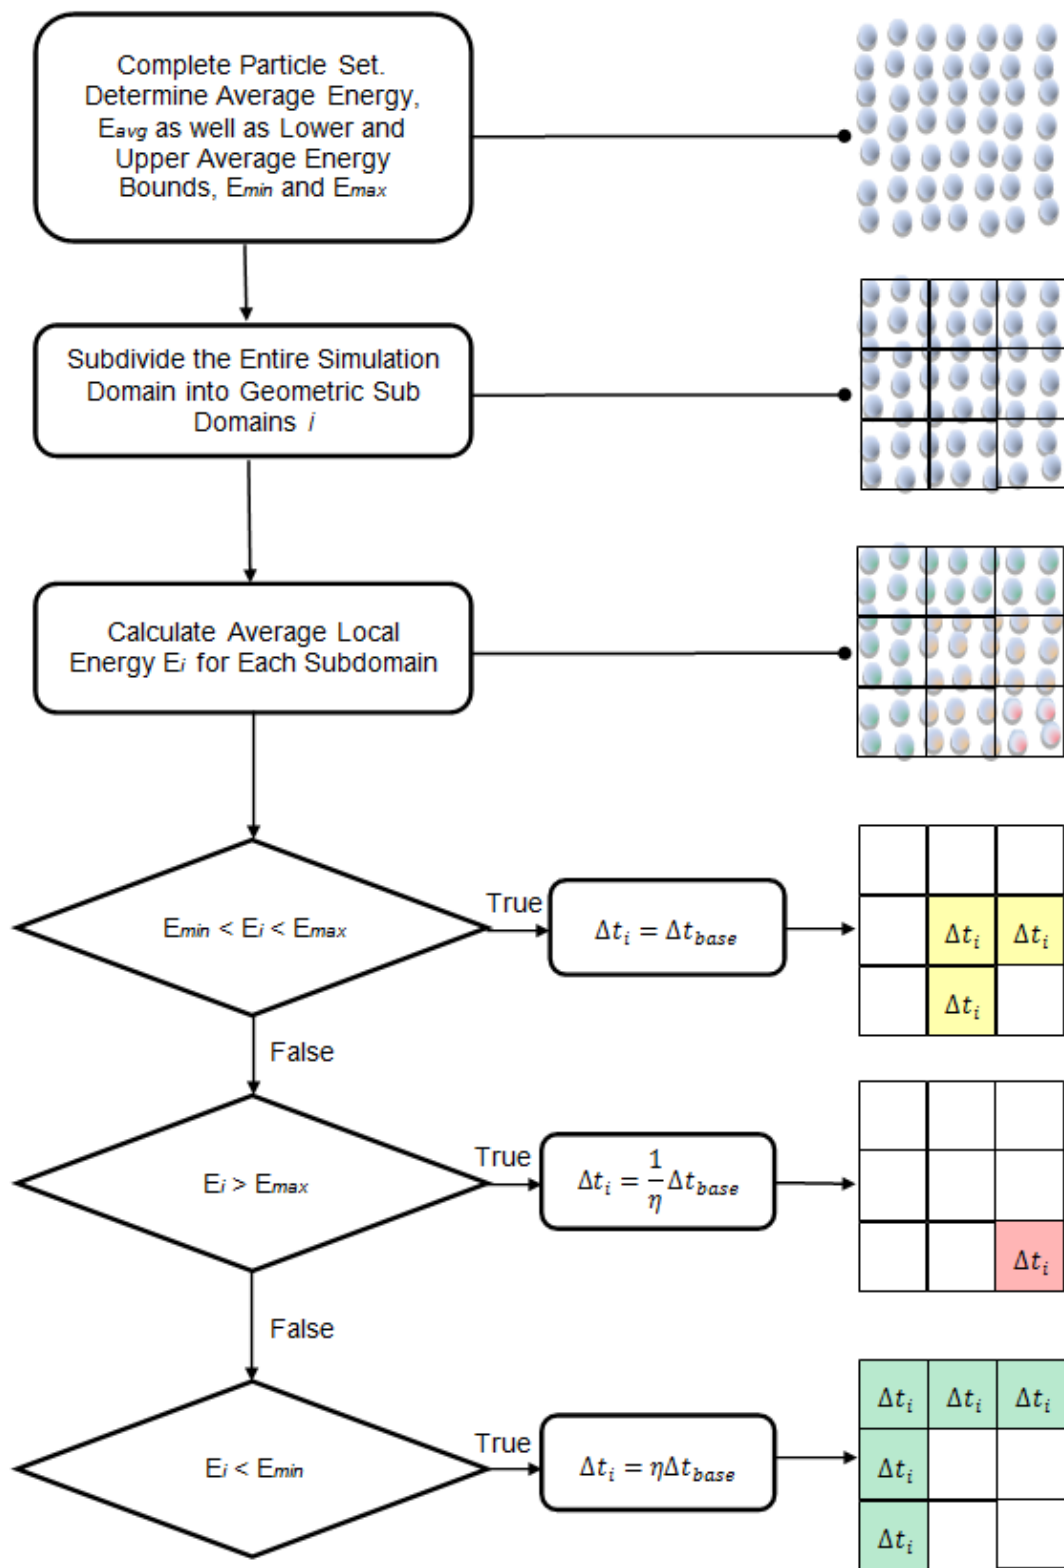 Complete Particle Set.
Determine Average Energy,
Eavg as well as Lower and
Upper Average Energy
Bounds, Emin and Emax
Subdivide the Entire Simulation
Domain into Geometric Sub
Domains i
Calculate Average Local
Energy Ei for Each Subdomain
Emin < Ei < Emax
True
Δti = Δtbase
Δti Δti
Δti
False
Ei > Emax
True
Δti = 1/η Δtbase
Δti
False
Ei < Emin
True
Δti = ηΔtbase
Δti Δti Δti
Δti
Δti